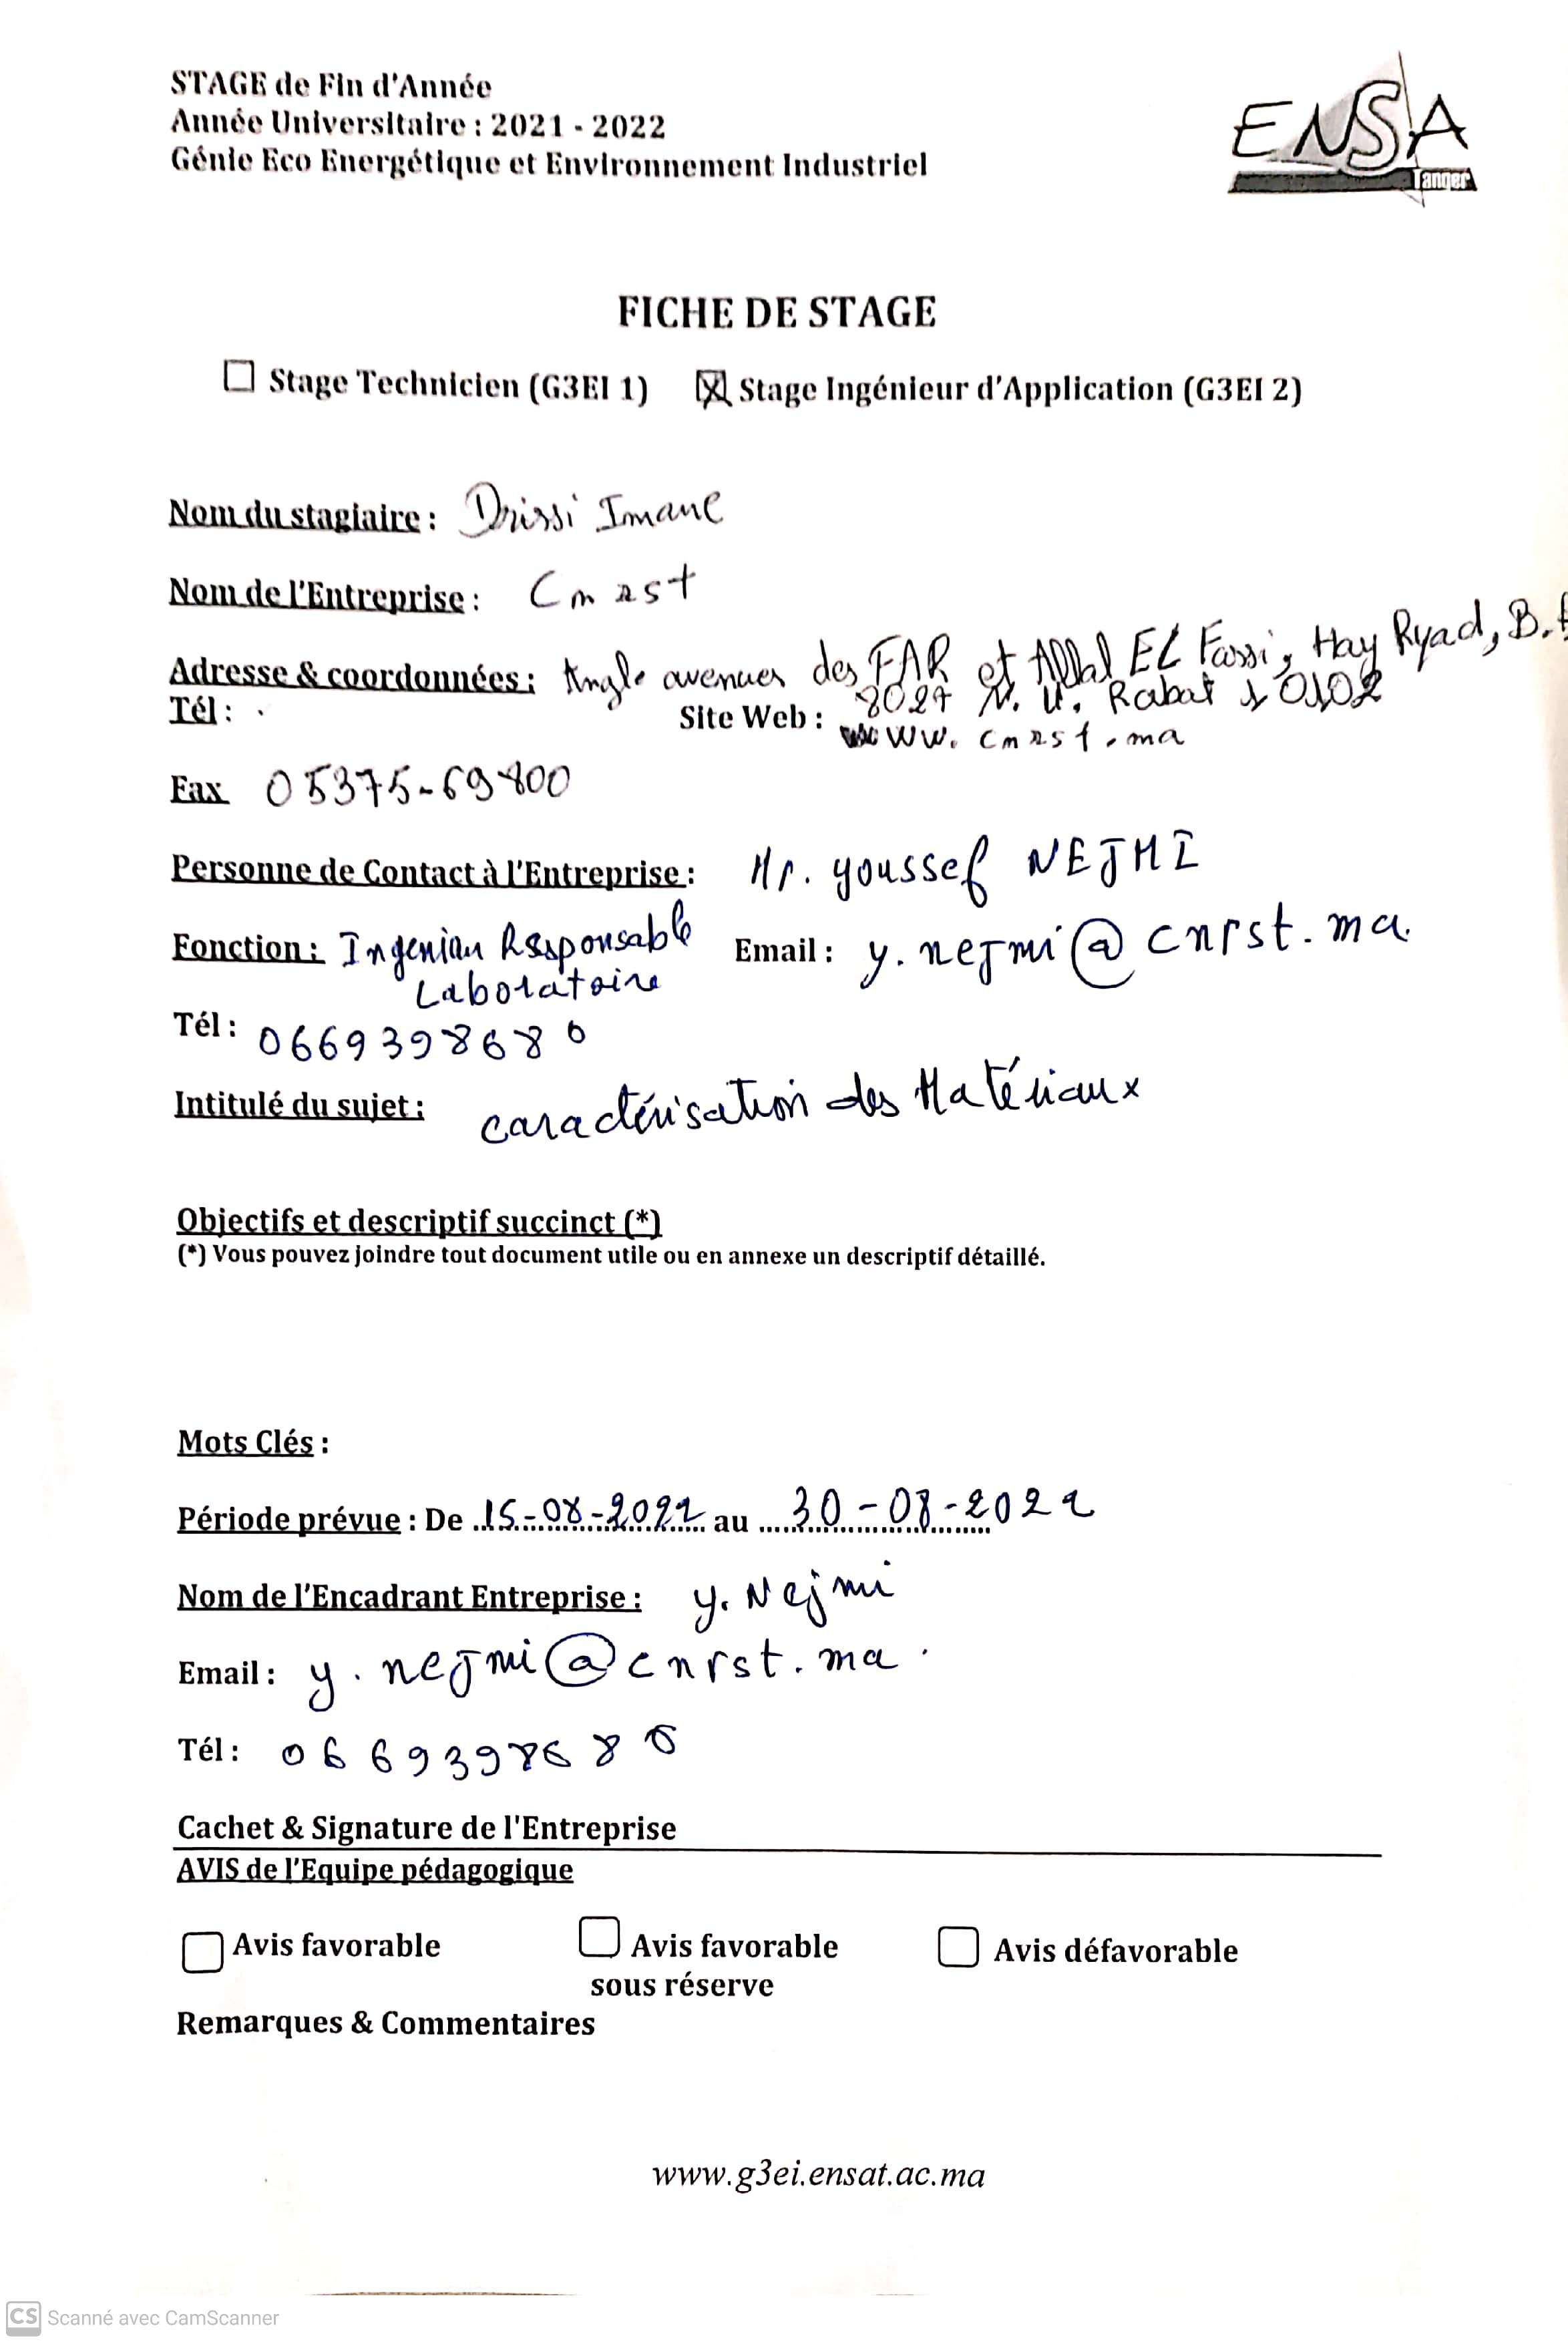 STAGE de Fin d'Année
Année Universitaire : 2021 - 2022
Génie Eco Energétique et Environnement Industriel
ENSA
Tanger
FICHE DE STAGE
Stage Technicien (G3EI 1) Stage Ingénieur d'Application (G3EI 2)
Nom du stagiaire : Drissi Imane
Nom de l'Entreprise : Cnrst
Adresse & coordonnées : Angle avenues des FAR et Allal EL Fassi, Hay Ryad, B.P
8027 N. U. Rabat 10102
Tél : Site Web : www. cnrst.ma
Fax 05375-69800
Personne de Contact à l'Entreprise : Mr. youssef NEJMI
Fonction : Ingénieur Responsable Laboratoire Email : y.nejmi@cnrst.ma.
Tél : 0669398680
Intitulé du sujet : caractérisation des Matériaux
Objectifs et descriptif succinct (*)
(*) Vous pouvez joindre tout document utile ou en annexe un descriptif détaillé.
Mots Clés :
Période prévue : De 15-08-2022 au 30-08-2022
Nom de l'Encadrant Entreprise : y. Nejmi
Email : y.nejmi@cnrst.ma.
Tél : 0669398680
Cachet & Signature de l'Entreprise
AVIS de l'Equipe pédagogique
Avis favorable Avis favorable sous réserve Avis défavorable
Remarques & Commentaires
www.g3ei.ensat.ac.ma
CS Scanné avec CamScanner